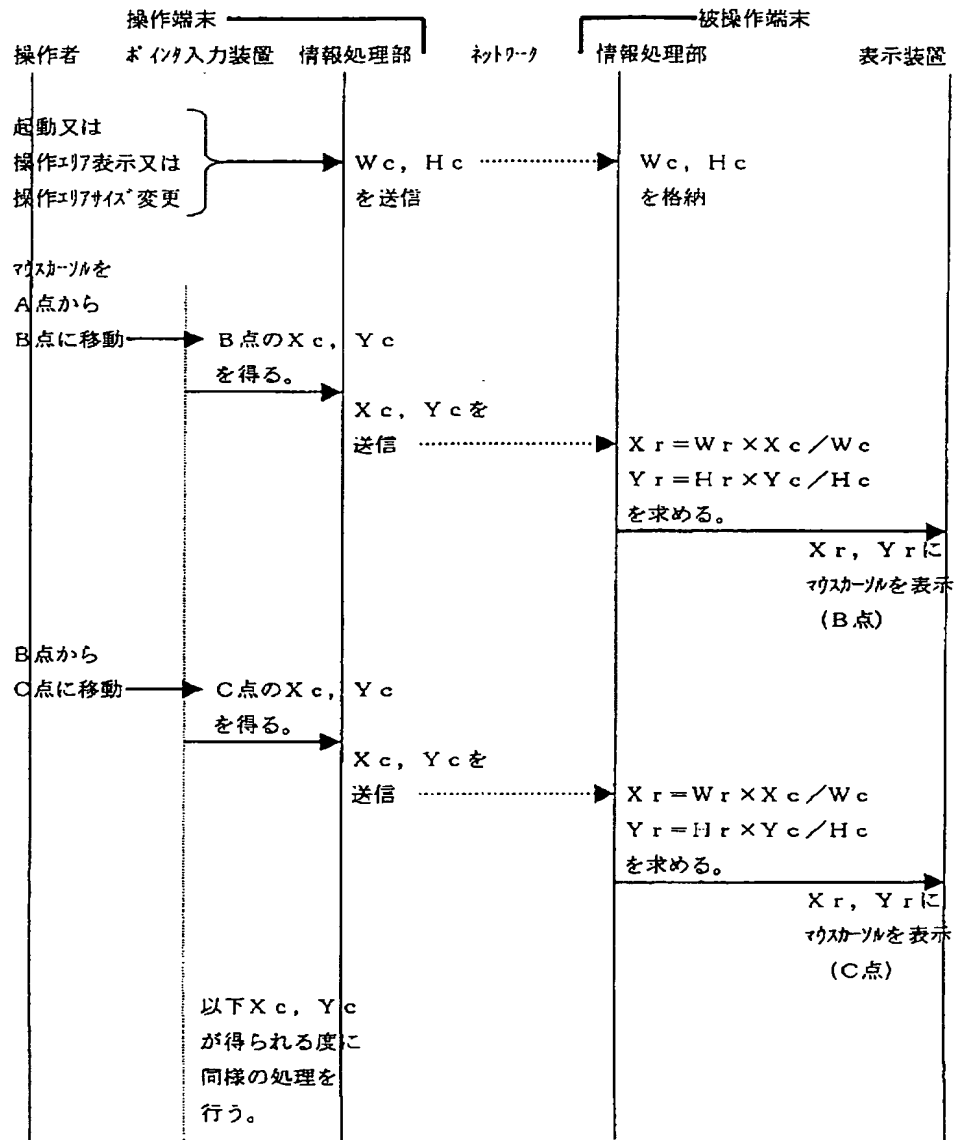 操作端末
被操作端末
操作者
ポインタ入力装置
情報処理部
ネットワーク
情報処理部
表示装置
起動又は
操作エリア表示又は
操作エリアサイズ変更
Wc, Hc
を送信
Wc, Hc
を格納
マウスカーソルを
A点から
B点に移動
B点のXc, Yc
を得る。
Xc, Ycを
送信
Xr=Wr×Xc/Wc
Yr=Hr×Yc/Hc
を求める。
Xr, Yrに
マウスカーソルを表示
(B点)
B点から
C点に移動
C点のXc, Yc
を得る。
Xc, Ycを
送信
Xr=Wr×Xc/Wc
Yr=Hr×Yc/Hc
を求める。
Xr, Yrに
マウスカーソルを表示
(C点)
以下Xc, Yc
が得られる度に
同様の処理を
行う。